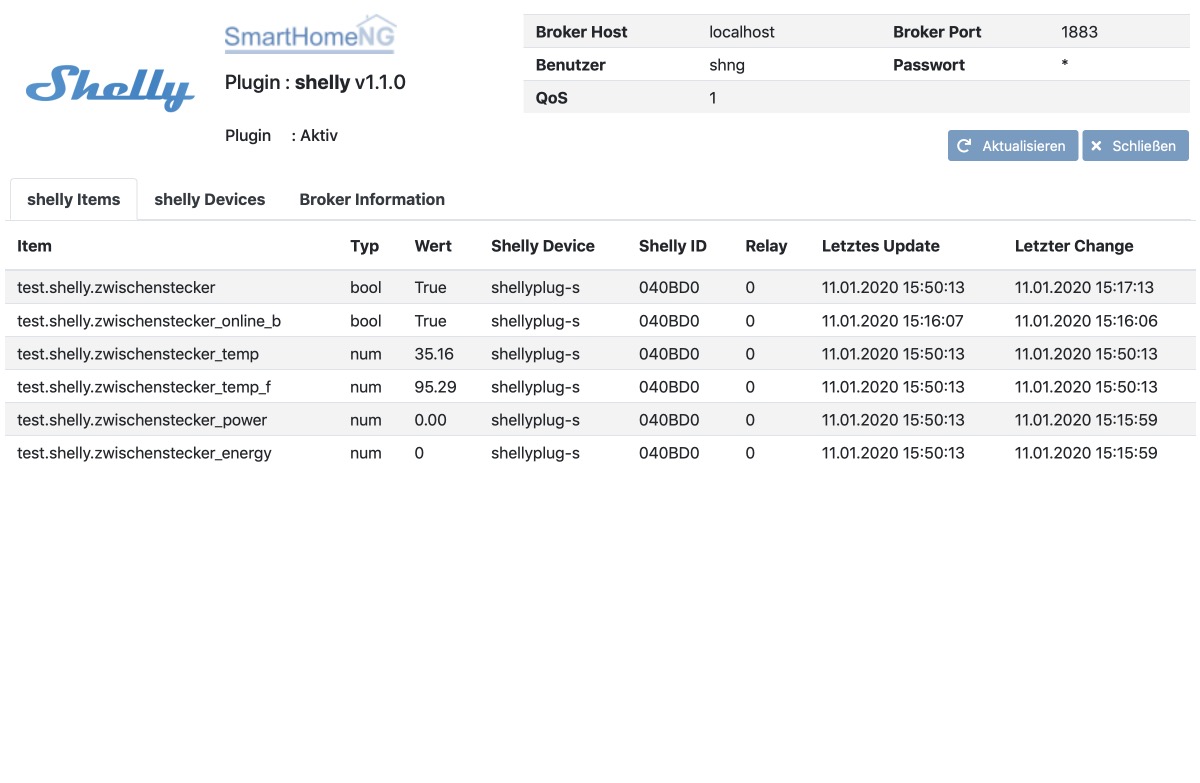 Shelly
SmartHomeNG
Plugin : shelly v1.1.0
Plugin : Aktiv
Broker Host localhost Broker Port 1883
Benutzer shng Passwort *
QoS 1
Aktualisieren Schließen
shelly Items shelly Devices Broker Information
Item Typ Wert Shelly Device Shelly ID Relay Letztes Update Letzter Change
test.shelly.zwischenstecker bool True shellyplug-s 040BD0 0 11.01.2020 15:50:13 11.01.2020 15:17:13
test.shelly.zwischenstecker_online_b bool True shellyplug-s 040BD0 0 11.01.2020 15:16:07 11.01.2020 15:16:06
test.shelly.zwischenstecker_temp num 35.16 shellyplug-s 040BD0 0 11.01.2020 15:50:13 11.01.2020 15:50:13
test.shelly.zwischenstecker_temp_f num 95.29 shellyplug-s 040BD0 0 11.01.2020 15:50:13 11.01.2020 15:50:13
test.shelly.zwischenstecker_power num 0.00 shellyplug-s 040BD0 0 11.01.2020 15:50:13 11.01.2020 15:15:59
test.shelly.zwischenstecker_energy num 0 shellyplug-s 040BD0 0 11.01.2020 15:50:13 11.01.2020 15:15:59